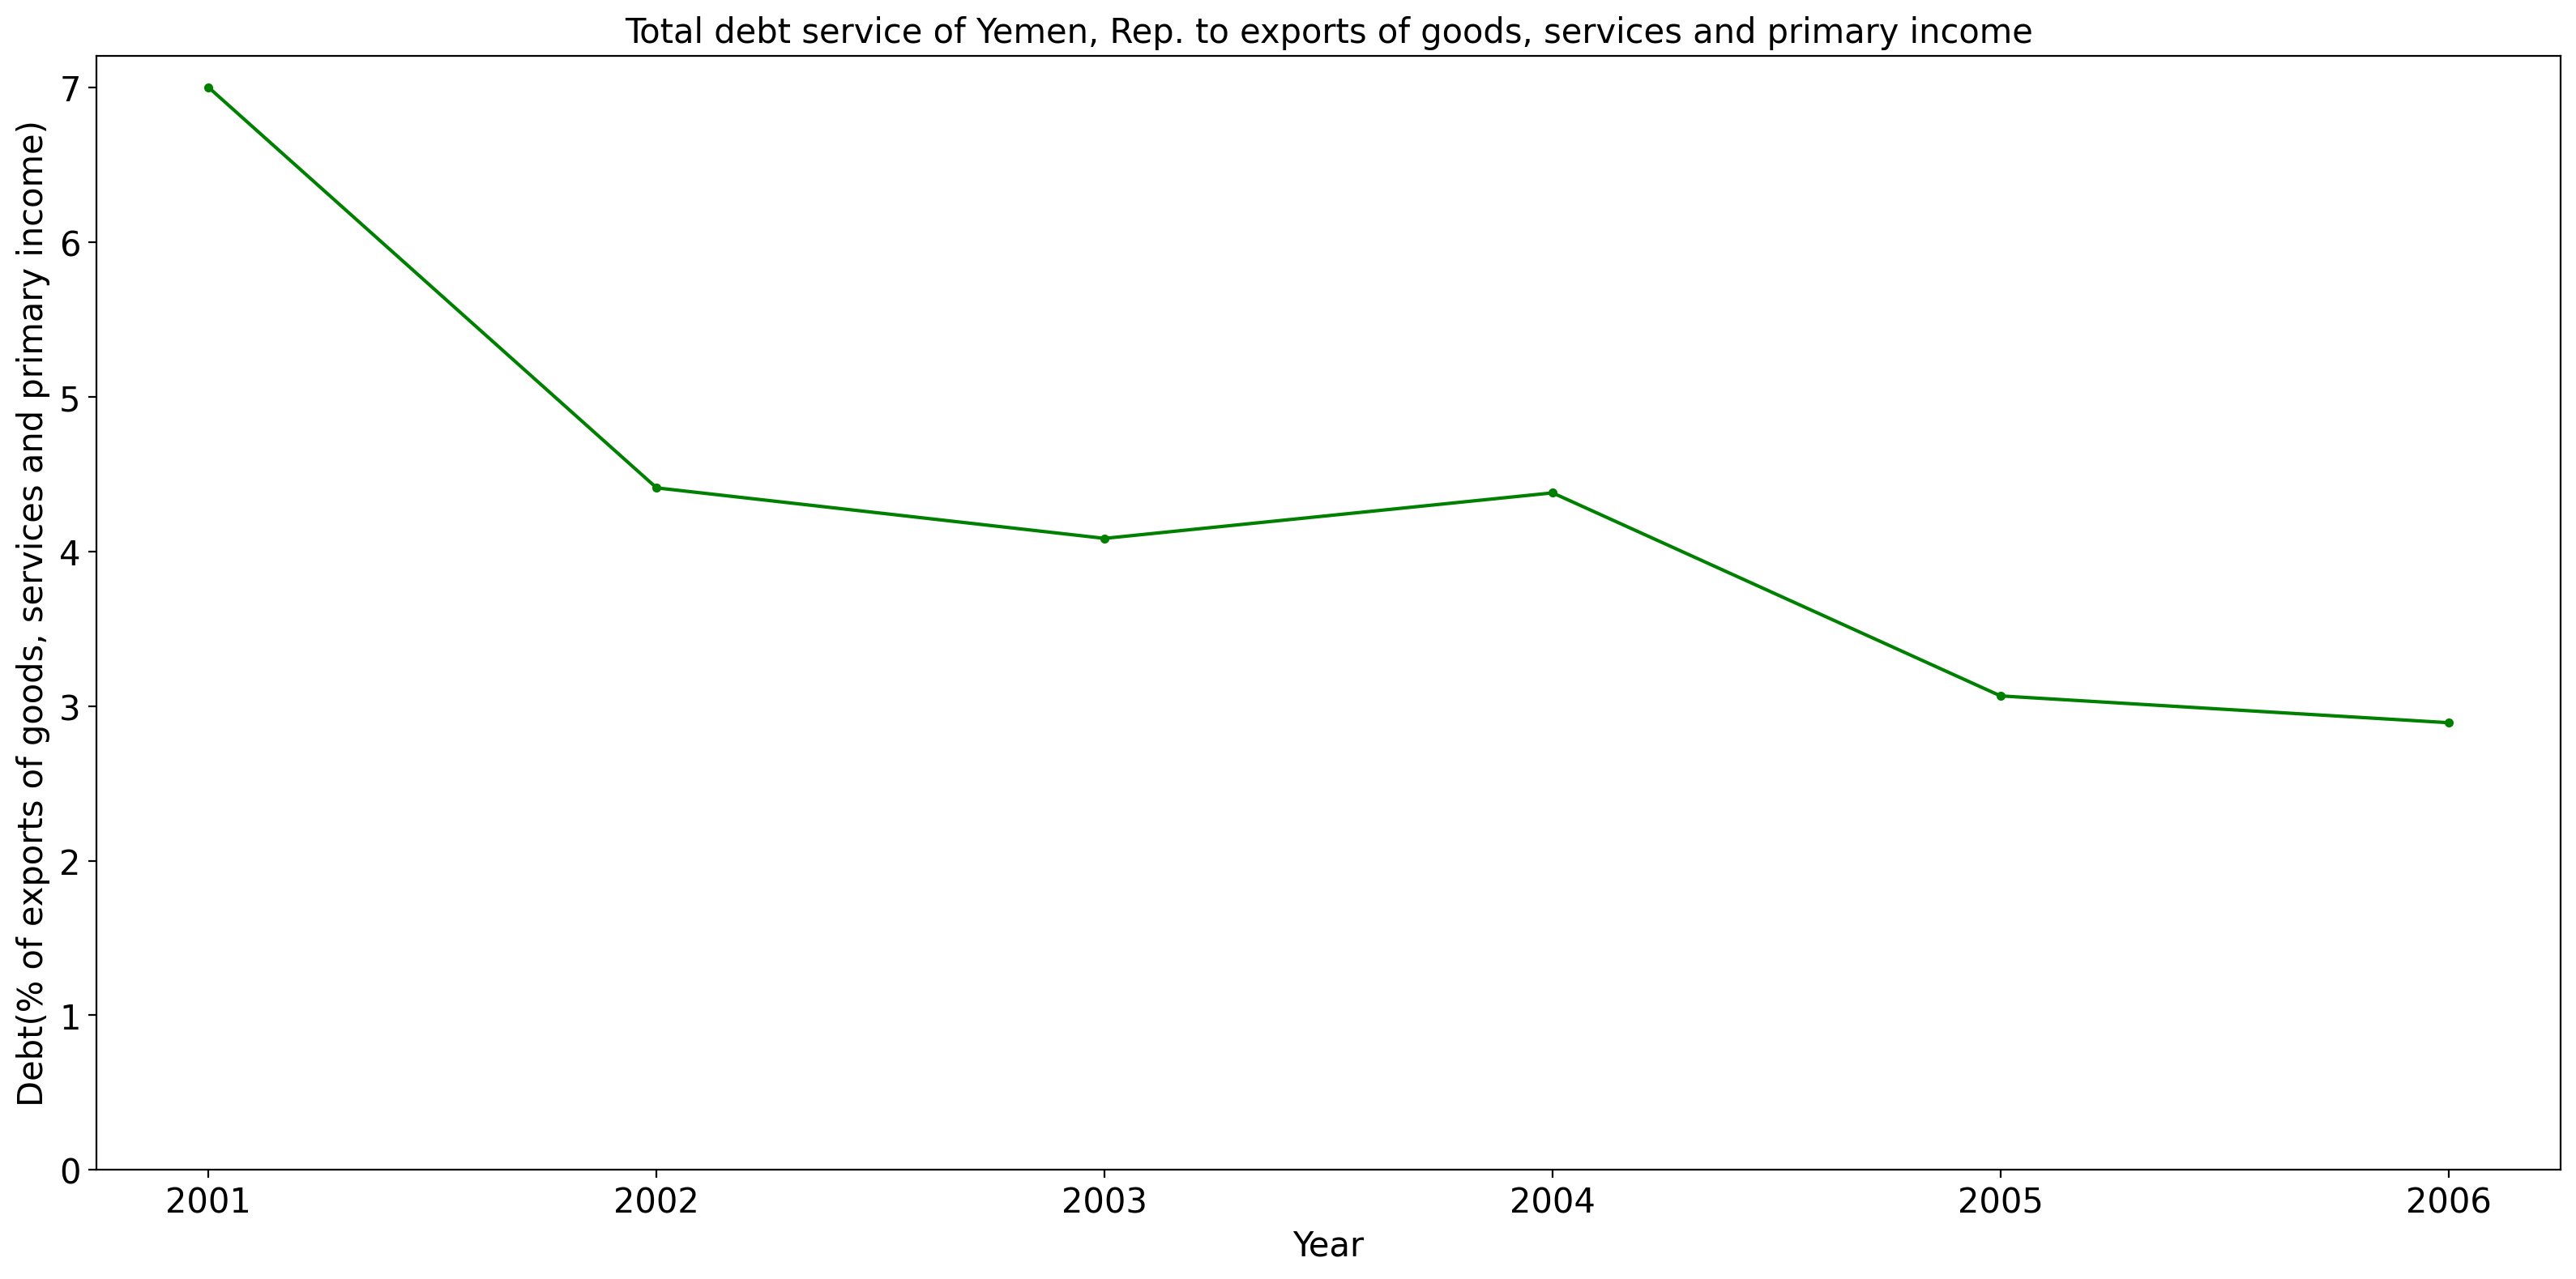 Total debt service of Yemen, Rep. to exports of goods, services and primary income
Debt(% of exports of goods, services and primary income)
7
6
5
4
3
2
1
0
2001 2002 2003 2004 2005 2006
Year